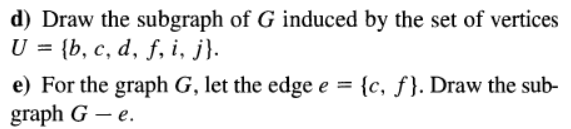 d) Draw the subgraph of G induced by the set of vertices
U = {b, c, d, f, i, j}.
e) For the graph G, let the edge e = {c, f}. Draw the sub-
graph G – e.